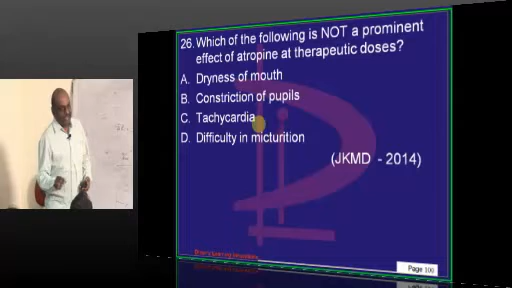 26. Which of the following is NOT a prominent
effect of atropine at therapeutic doses?
A. Dryness of mouth
B. Constriction of pupils
C. Tachycardia
D. Difficulty in micturition
(JKMD - 2014)
Page 100